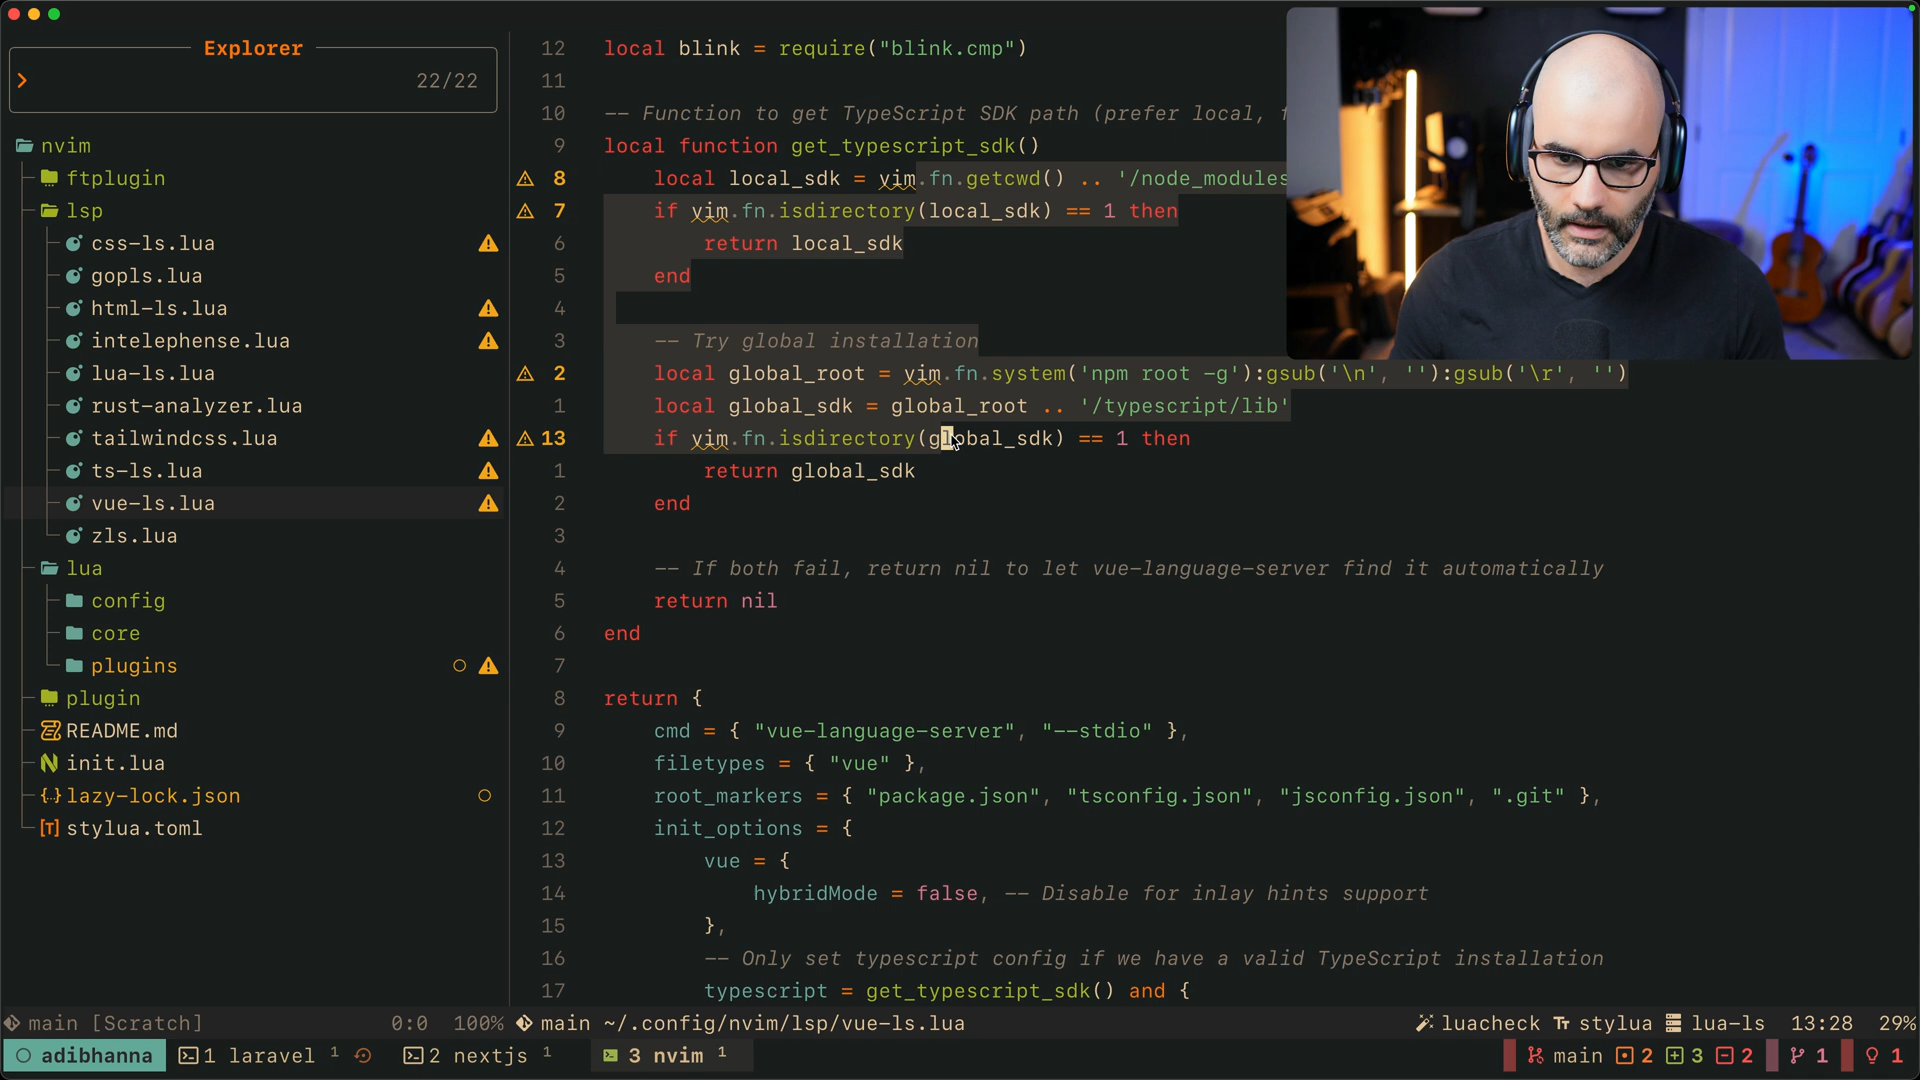 Explorer
22/22
nvim
ftplugin
lsp
css-ls.lua
gopls.lua
html-ls.lua
intelephense.lua
lua-ls.lua
rust-analyzer.lua
tailwindcss.lua
ts-ls.lua
vue-ls.lua
zls.lua
lua
config
core
plugins
plugin
README.md
init.lua
{..} lazy-lock.json
[T] stylua.toml
12 local blink = require("blink.cmp")
11
10 -- Function to get TypeScript SDK path (prefer local,
9 local function get_typescript_sdk()
8 local local_sdk = vim.fn.getcwd() .. '/node_modules
7 if vim.fn.isdirectory(local_sdk) == 1 then
6 return local_sdk
5 end
4
3 -- Try global installation
2 local global_root = vim.fn.system('npm root -g'):gsub('\n', ''):gsub('\r', '')
1 local global_sdk = global_root .. '/typescript/lib'
13 if vim.fn.isdirectory(global_sdk) == 1 then
1 return global_sdk
2 end
3
4 -- If both fail, return nil to let vue-language-server find it automatically
5 return nil
6 end
7
8 return {
9 cmd = { "vue-language-server", "--stdio" },
10 filetypes = { "vue" },
11 root_markers = { "package.json", "tsconfig.json", "jsconfig.json", ".git" },
12 init_options = {
13 vue = {
14 hybridMode = false, -- Disable for inlay hints support
15 },
16 -- Only set typescript config if we have a valid TypeScript installation
17 typescript = get_typescript_sdk() and {
main [Scratch] 0:0 100% main ~/.config/nvim/lsp/vue-ls.lua luacheck stylua lua-ls 13:28 29%
adibhanna 1 laravel 1 2 nextjs 1 3 nvim 1 main 2 3 2 1 1